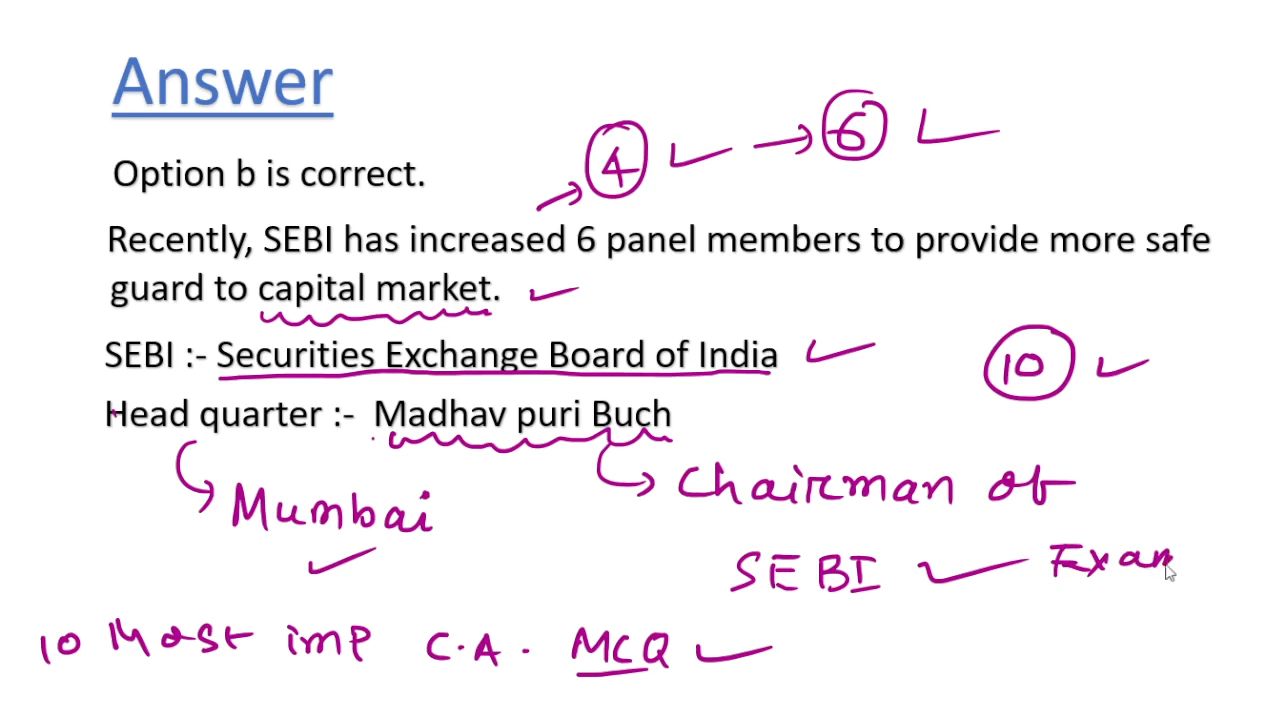 Answer
4 → 6
Option b is correct.
Recently, SEBI has increased 6 panel members to provide more safe
guard to capital market.
SEBI :- Securities Exchange Board of India
10
Head quarter :- Madhav puri Buch
Mumbai
Chairman of
SEBI
Exam
10 Most imp C.A. MCQ